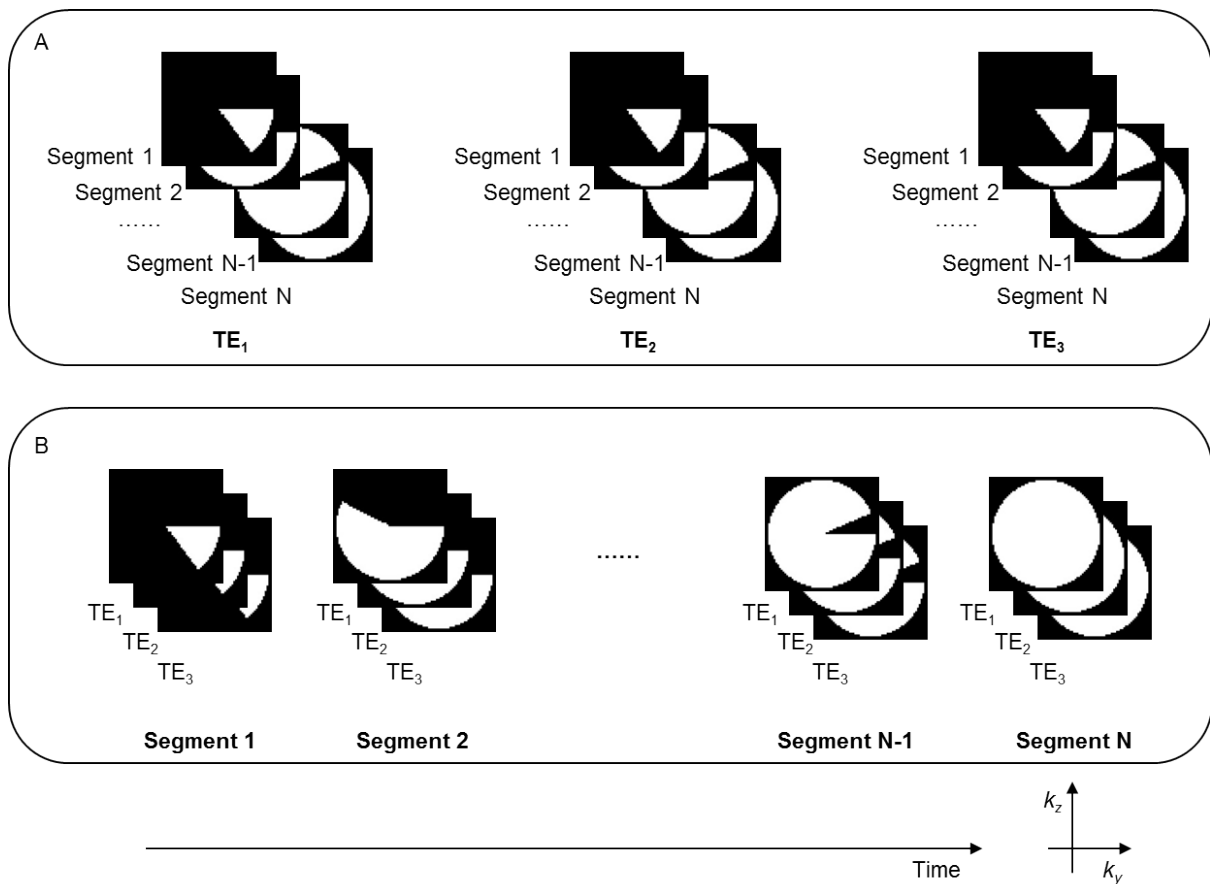 A
Segment 1
Segment 2
......
Segment N-1
Segment N
TE₁
Segment 1
Segment 2
......
Segment N-1
Segment N
TE₂
Segment 1
Segment 2
......
Segment N-1
Segment N
TE₃
B
TE₁
TE₂
TE₃
Segment 1
TE₁
TE₂
TE₃
Segment 2
......
TE₁
TE₂
TE₃
Segment N-1
TE₁
TE₂
TE₃
Segment N
Time
k_z
k_y